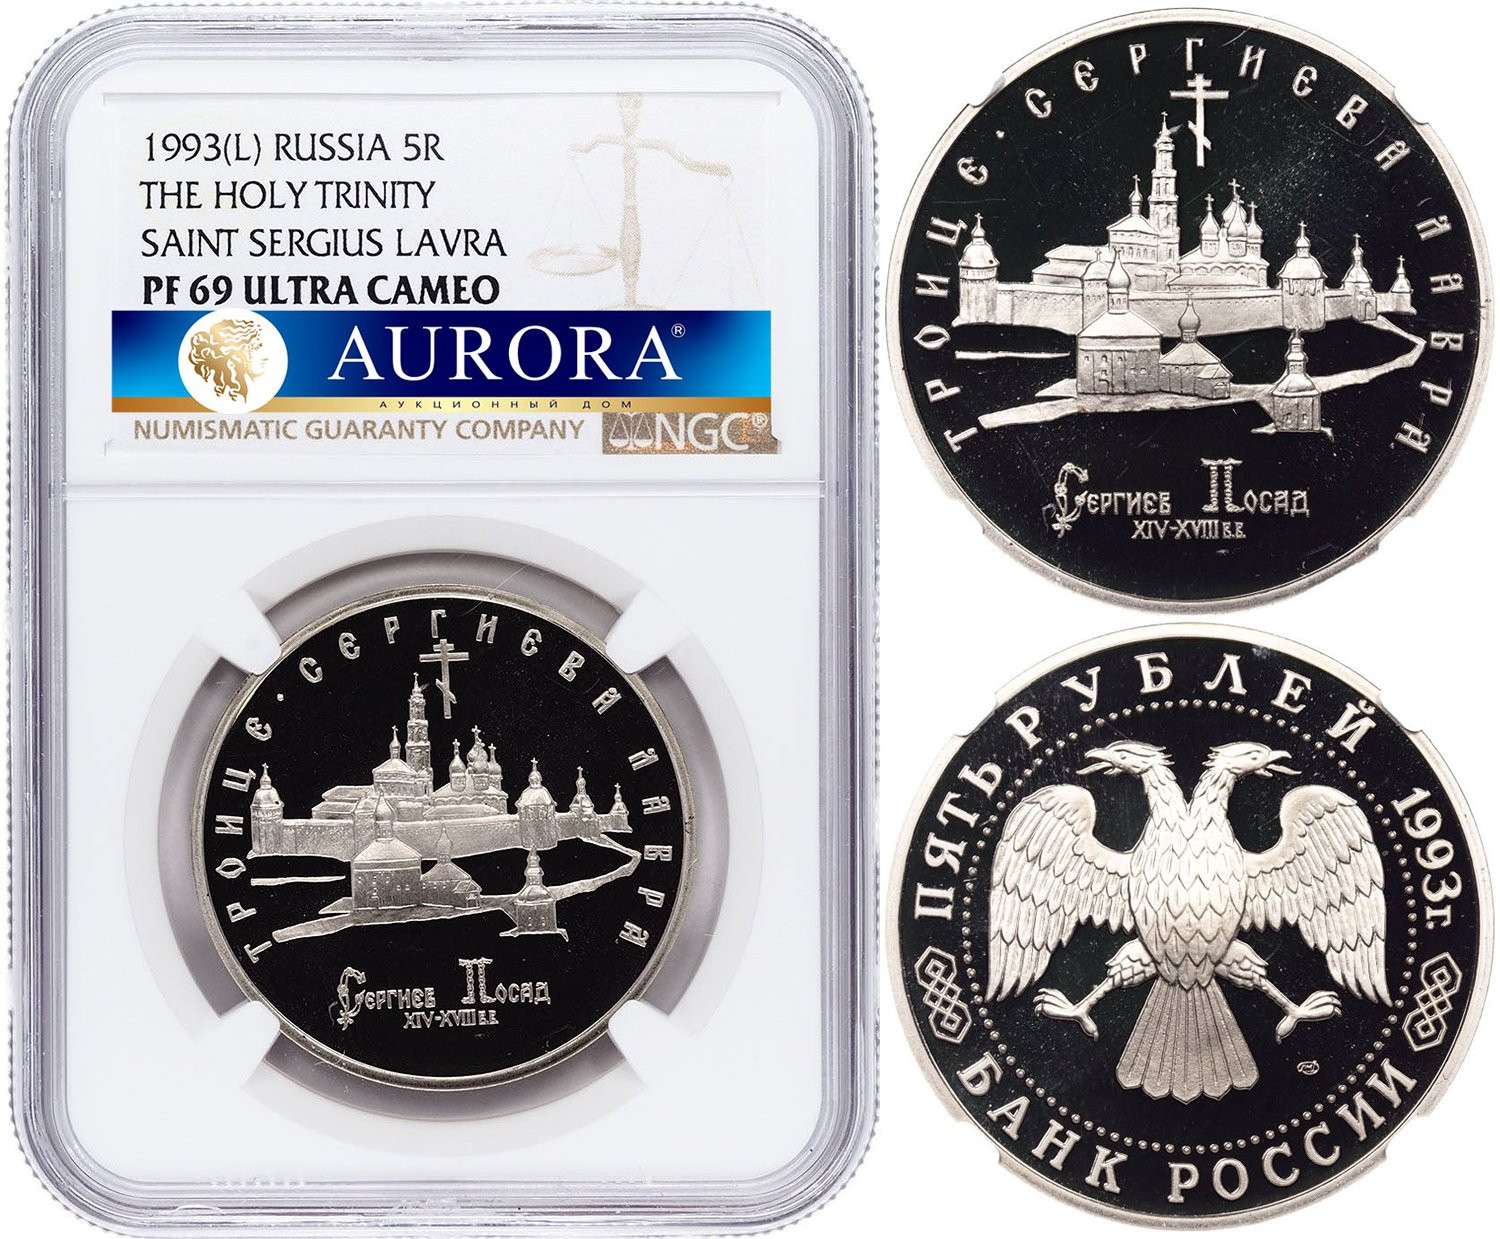 1993(L) RUSSIA 5R
THE HOLY TRINITY
SAINT SERGIUS LAVRA
PF 69 ULTRA CAMEO
AURORA®
АУКЦИОННЫЙ ДОМ
NUMISMATIC GUARANTY COMPANY NGC®
ТРОИЦЕ·СЕРГИЕВА ЛАВРА
СЕРГИЕВ ПОСАД
XIV-XVIII В.В.
ТРОИЦЕ·СЕРГИЕВА ЛАВРА
СЕРГИЕВ ПОСАД
XIV-XVIII В.В.
ПЯТЬ РУБЛЕЙ 1993г.
БАНК РОССИИ